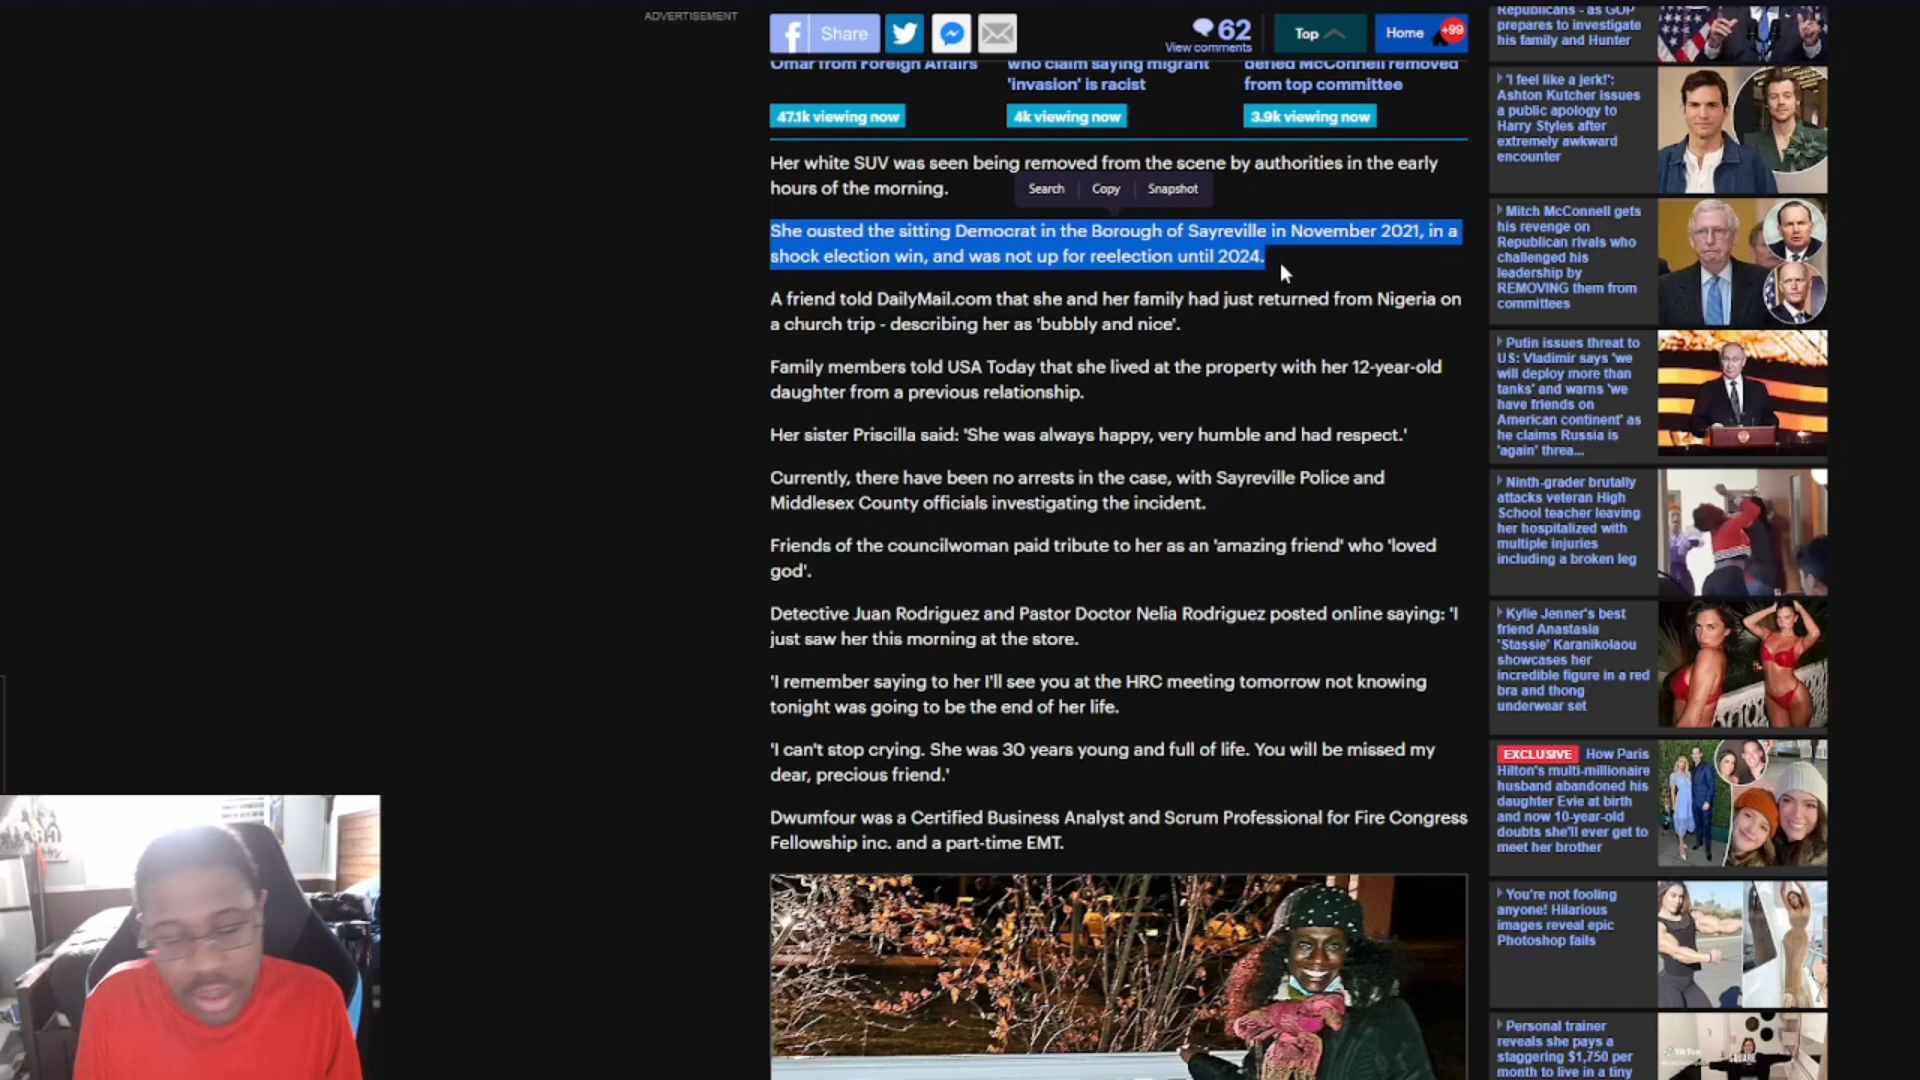 ADVERTISEMENT
Share
62
View comments
Top
Home
+99
Omar from Foreign Affairs
47.1k viewing now
who claim saying migrant
'invasion' is racist
4k viewing now
defied McConnell removed
from top committee
3.9k viewing now
Her white SUV was seen being removed from the scene by authorities in the early
hours of the morning.
Search
Copy
Snapshot
She ousted the sitting Democrat in the Borough of Sayreville in November 2021, in a
shock election win, and was not up for reelection until 2024.
A friend told DailyMail.com that she and her family had just returned from Nigeria on
a church trip - describing her as 'bubbly and nice'.
Family members told USA Today that she lived at the property with her 12-year-old
daughter from a previous relationship.
Her sister Priscilla said: 'She was always happy, very humble and had respect.'
Currently, there have been no arrests in the case, with Sayreville Police and
Middlesex County officials investigating the incident.
Friends of the councilwoman paid tribute to her as an 'amazing friend' who 'loved
god'.
Detective Juan Rodriguez and Pastor Doctor Nelia Rodriguez posted online saying: 'I
just saw her this morning at the store.
'I remember saying to her I'll see you at the HRC meeting tomorrow not knowing
tonight was going to be the end of her life.
'I can't stop crying. She was 30 years young and full of life. You will be missed my
dear, precious friend.'
Dwumfour was a Certified Business Analyst and Scrum Professional for Fire Congress
Fellowship inc. and a part-time EMT.
Republicans - as GOP
prepares to investigate
his family and Hunter
'I feel like a jerk!':
Ashton Kutcher issues
a public apology to
Harry Styles after
extremely awkward
encounter
Mitch McConnell gets
his revenge on
Republican rivals who
challenged his
leadership by
REMOVING them from
committees
Putin issues threat to
US: Vladimir says 'we
will deploy more than
tanks' and warns 'we
have friends on
American continent' as
he claims Russia is
'again' threa...
Ninth-grader brutally
attacks veteran High
School teacher leaving
her hospitalized with
multiple injuries
including a broken leg
Kylie Jenner's best
friend Anastasia
'Stassie' Karanikolaou
showcases her
incredible figure in a red
bra and thong
underwear set
EXCLUSIVE How Paris
Hilton's multi-millionaire
husband abandoned his
daughter Evie at birth
and now 10-year-old
doubts she'll ever get to
meet her brother
You're not fooling
anyone! Hilarious
images reveal epic
Photoshop fails
Personal trainer
reveals she pays a
staggering $1,750 per
month to live in a tiny
TikTok